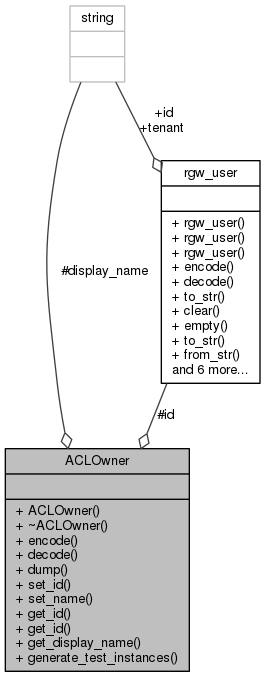 string
+id
+tenant
rgw_user
+ rgw_user()
+ rgw_user()
+ rgw_user()
+ encode()
+ decode()
+ to_str()
+ clear()
+ empty()
+ to_str()
+ from_str()
and 6 more...
#display_name
#id
ACLOwner
+ ACLOwner()
+ ~ACLOwner()
+ encode()
+ decode()
+ dump()
+ set_id()
+ set_name()
+ get_id()
+ get_id()
+ get_display_name()
+ generate_test_instances()